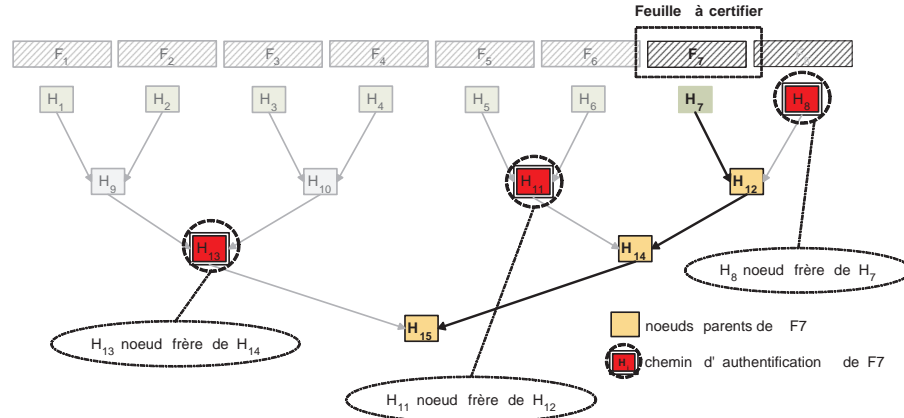 Feuille à certifier
F1 F2 F3 F4 F5 F6 F7
H1 H2 H3 H4 H5 H6 H7 H8
H9 H10 H11 H12
H13 H14
H8 noeud frère de H7
H15
noeuds parents de F7
H13 noeud frère de H14
H chemin d' authentification de F7
H11 noeud frère de H12